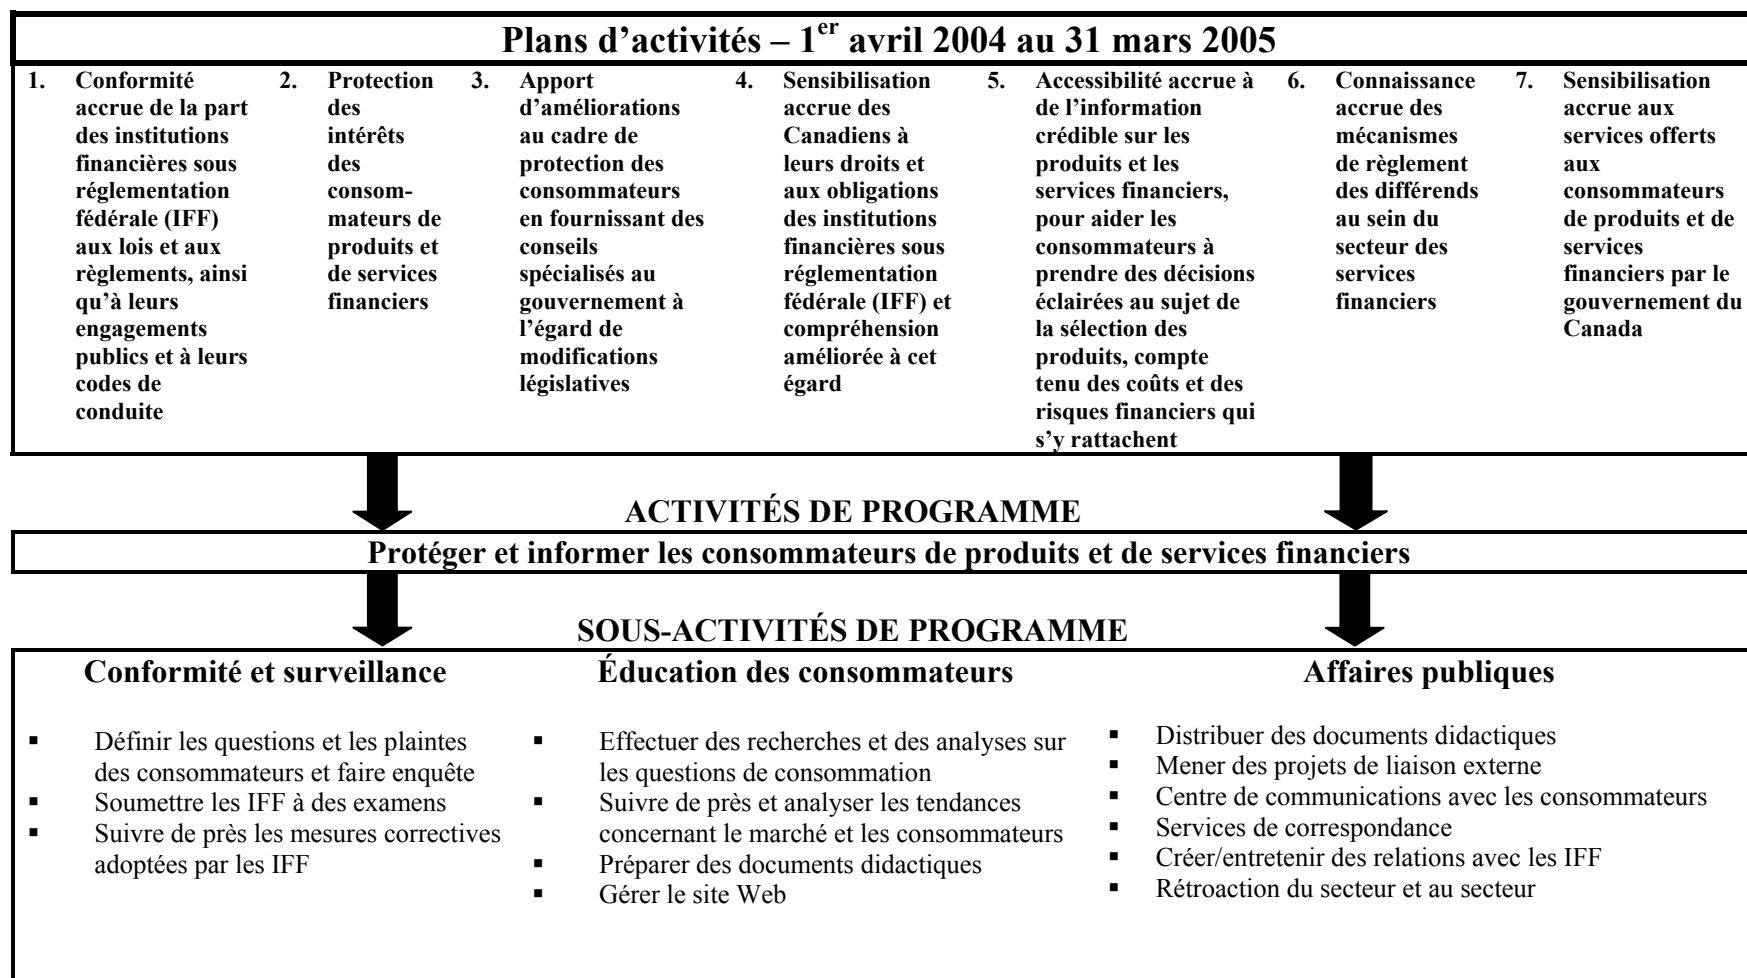 Plans d’activités – 1er avril 2004 au 31 mars 2005
1. Conformité
accrue de la part
des institutions
financières sous
réglementation
fédérale (IFF)
aux lois et aux
règlements, ainsi
qu’à leurs
engagements
publics et à leurs
codes de
conduite
2. Protection
des
intérêts
des
consom-
mateurs de
produits et
de services
financiers
3. Apport
d’améliorations
au cadre de
protection des
consommateurs
en fournissant des
conseils
spécialisés au
gouvernement à
l’égard de
modifications
législatives
4. Sensibilisation
accrue des
Canadiens à
leurs droits et
aux obligations
des institutions
financières sous
réglementation
fédérale (IFF) et
compréhension
améliorée à cet
égard
5. Accessibilité accrue à
de l’information
crédible sur les
produits et les
services financiers,
pour aider les
consommateurs à
prendre des décisions
éclairées au sujet de
la sélection des
produits, compte
tenu des coûts et des
risques financiers qui
s’y rattachent
6. Connaissance
accrue des
mécanismes
de règlement
des différends
au sein du
secteur des
services
financiers
7. Sensibilisation
accrue aux
services offerts
aux
consommateurs
de produits et de
services
financiers par le
gouvernement du
Canada
ACTIVITÉS DE PROGRAMME
Protéger et informer les consommateurs de produits et de services financiers
SOUS-ACTIVITÉS DE PROGRAMME
Conformité et surveillance
▪ Définir les questions et les plaintes
des consommateurs et faire enquête
▪ Soumettre les IFF à des examens
▪ Suivre de près les mesures correctives
adoptées par les IFF
Éducation des consommateurs
▪ Effectuer des recherches et des analyses sur
les questions de consommation
▪ Suivre de près et analyser les tendances
concernant le marché et les consommateurs
▪ Préparer des documents didactiques
▪ Gérer le site Web
Affaires publiques
▪ Distribuer des documents didactiques
▪ Mener des projets de liaison externe
▪ Centre de communications avec les consommateurs
▪ Services de correspondance
▪ Créer/entretenir des relations avec les IFF
▪ Rétroaction du secteur et au secteur